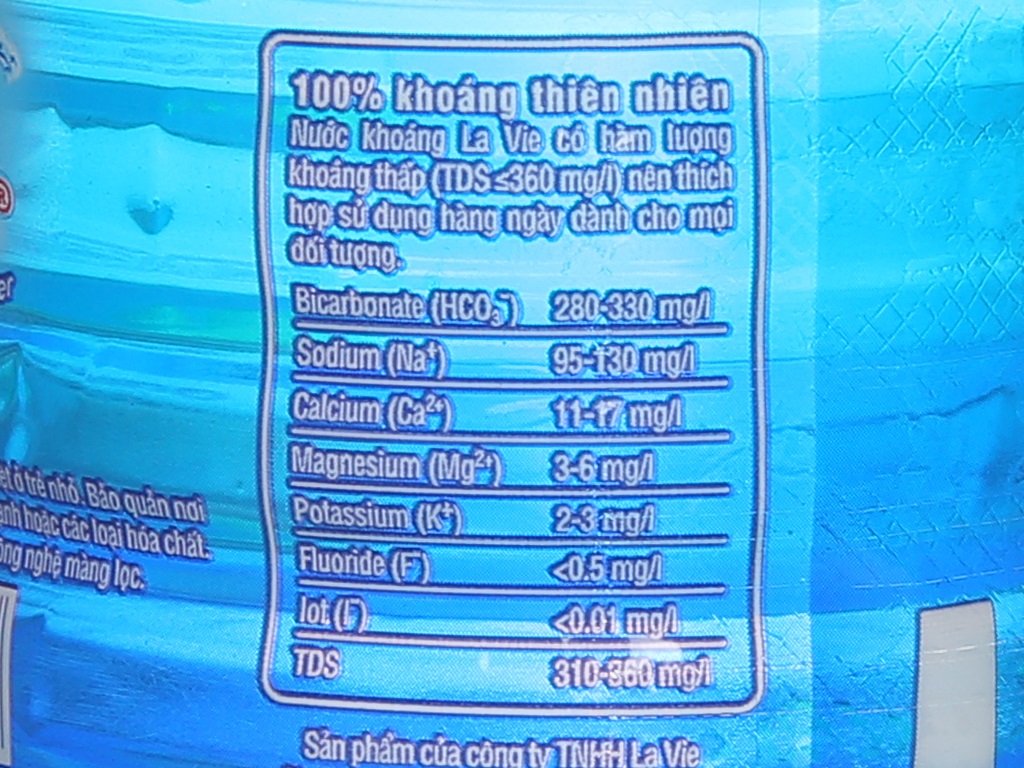 100% khoáng thiên nhiên
Nước khoáng La Vie có hàm lượng
khoáng thấp (TDS ≤360 mg/l) nên thích
hợp sử dụng hàng ngày dành cho mọi
đối tượng.
Bicarbonate (HCO₃⁻) 280-330 mg/l
Sodium (Na⁺) 95-130 mg/l
Calcium (Ca²⁺) 11-17 mg/l
Magnesium (Mg²⁺) 3-6 mg/l
Potassium (K⁺) 2-3 mg/l
Fluoride (F⁻) <0.5 mg/l
Iot (I⁻) <0.01 mg/l
TDS 310-360 mg/l
Sản phẩm của công ty TNHH La Vie
ở trẻ nhỏ. Bảo quản nơi
hoặc các loại hóa chất.
nghệ màng lọc.